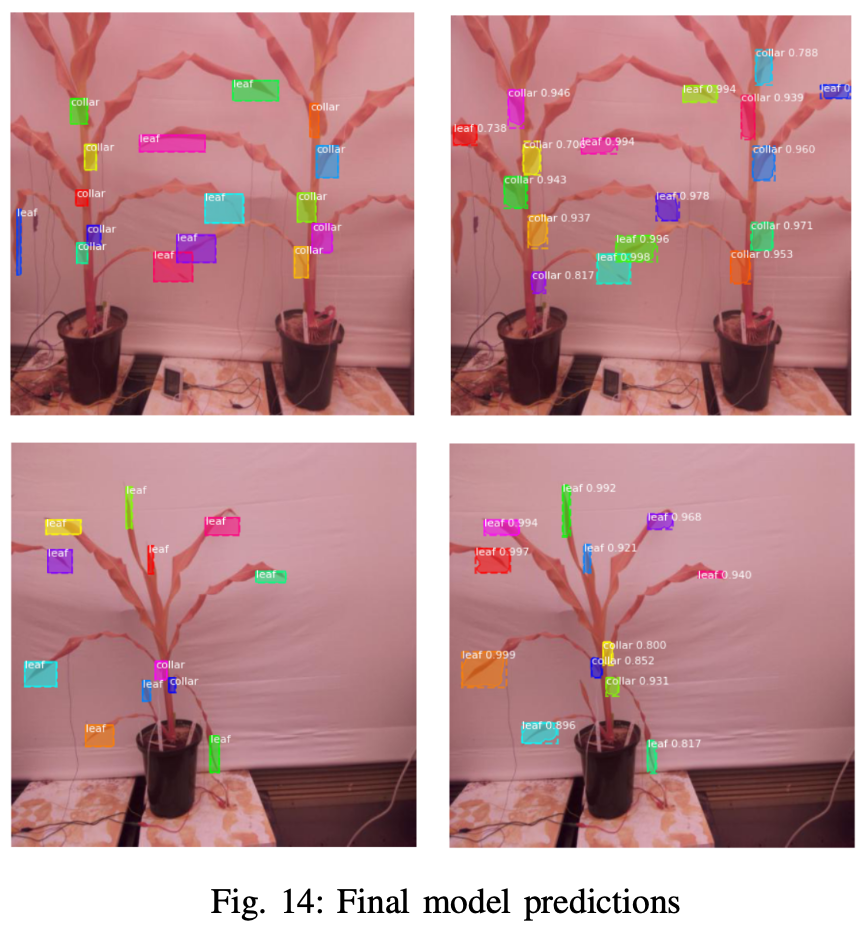 leaf
collar
collar
leaf
collar
collar
collar
collar
leaf
collar
collar
leaf
collar
collar
leaf
collar
collar 0.788
collar 0.946
leaf 0.994
collar 0.939
leaf 0
leaf 0.738
collar 0.706
leaf 0.994
collar 0.960
collar 0.943
leaf 0.978
collar 0.937
leaf 0.996
collar 0.971
leaf 0.998
collar 0.953
collar 0.817
leaf
leaf
leaf
leaf
leaf
leaf
leaf
collar
leaf
collar
leaf
leaf
leaf 0.992
leaf 0.994
leaf 0.968
leaf 0.997
leaf 0.921
leaf 0.940
collar 0.800
leaf 0.999
collar 0.852
collar 0.931
leaf 0.896
leaf 0.817
Fig. 14: Final model predictions